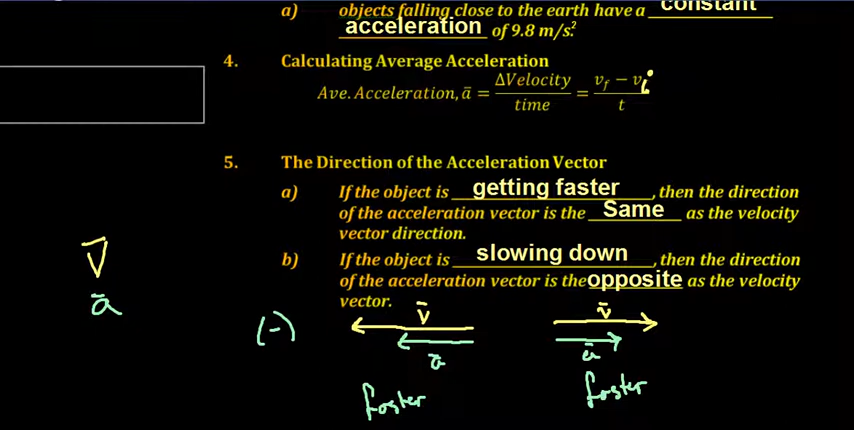 a) objects falling close to the earth have a constant
acceleration of 9.8 m/s²
4. Calculating Average Acceleration
Ave. Acceleration, a̅ = ΔVelocity / time = v_f − v_i / t
5. The Direction of the Acceleration Vector
a) If the object is getting faster, then the direction
of the acceleration vector is the Same as the velocity
vector direction.
b) If the object is slowing down, then the direction
of the acceleration vector is the opposite as the velocity
vector.
V̅
a̅
(-)
v̅
a̅
faster
v̅
a̅
faster